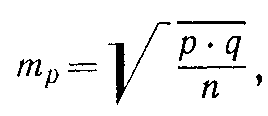 m_p = √(p · q / n),